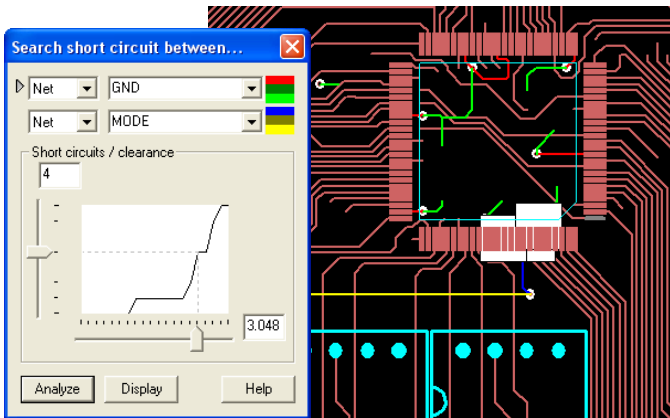 Search short circuit between...
Net GND
Net MODE
Short circuits / clearance
4
3.048
Analyze Display Help